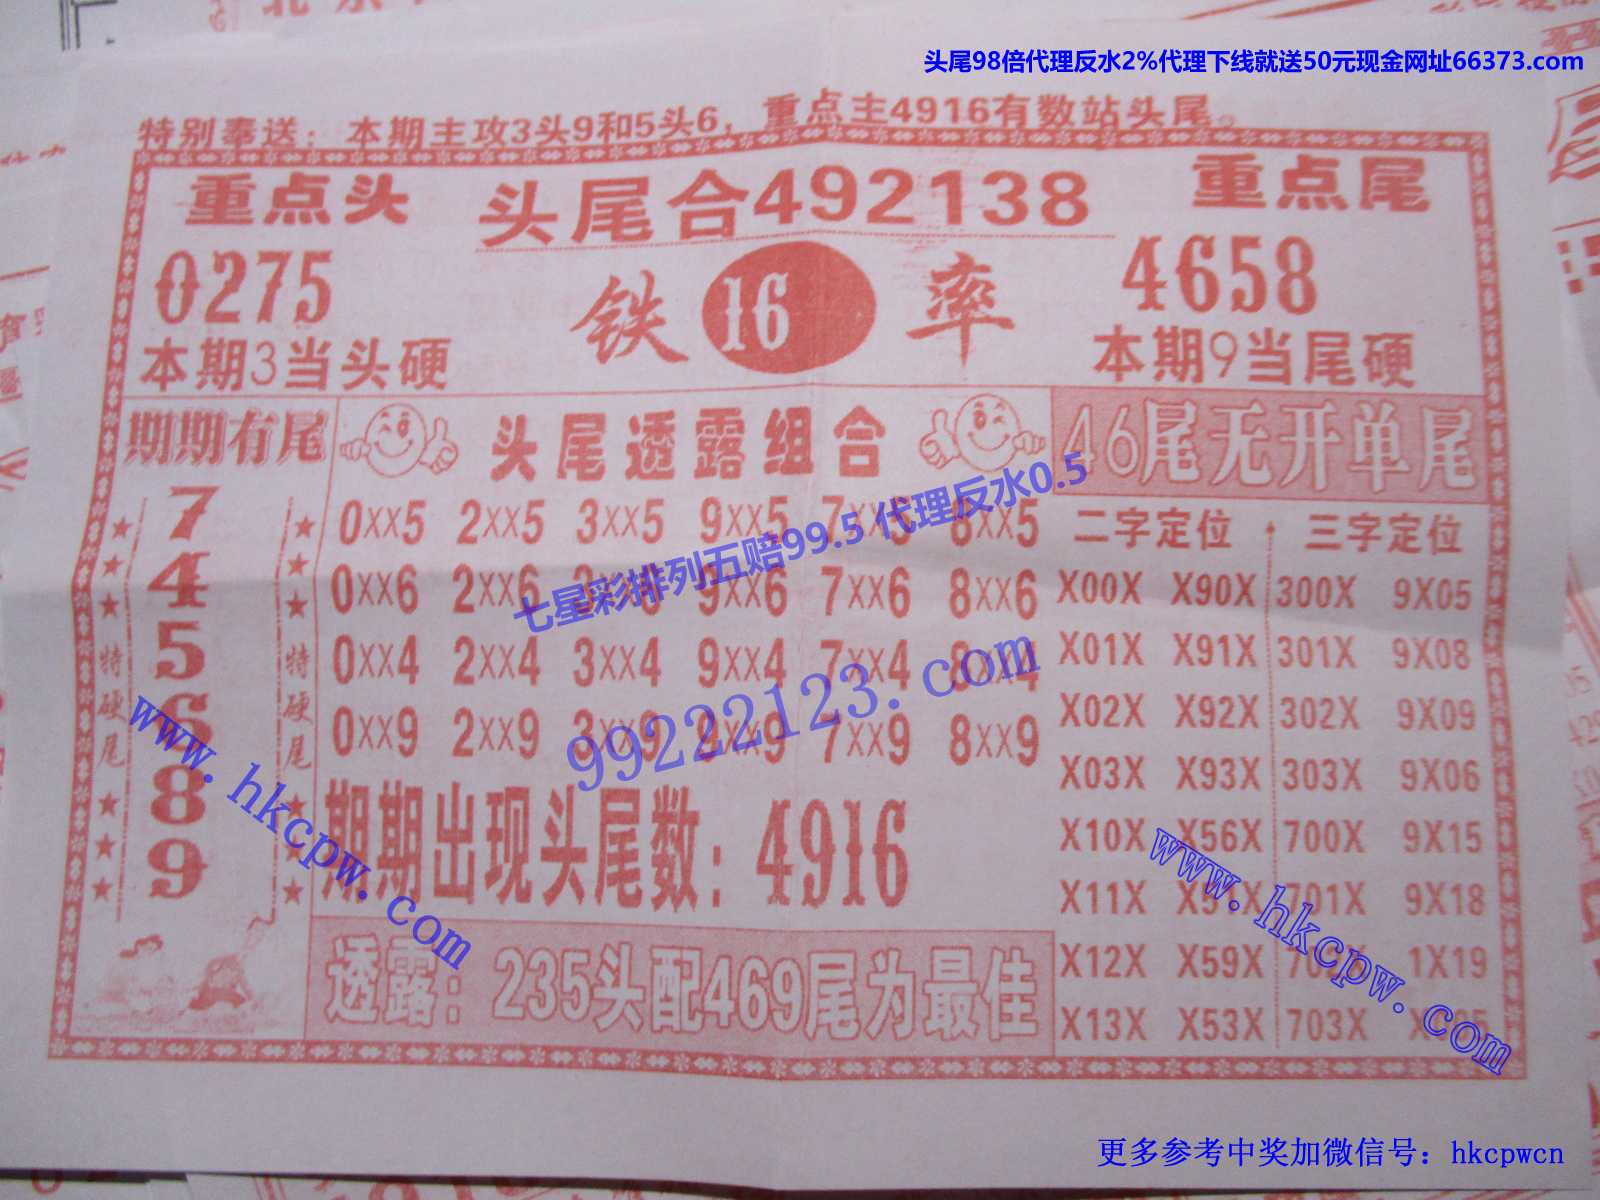 头尾98倍代理反水2%代理下线就送50元现金网址66373.com
特别奉送：本期主攻3头9和5头6，重点主4916有数站头尾。
重点头
头尾合492138
重点尾
0275
铁 16 率
4658
本期3当头硬
本期9当尾硬
期期有尾
头尾透露组合
46尾无开单尾
7
4
5
6
8
9
特硬尾
特硬尾
0xx5 2xx5 3xx5 9xx5 7xx5 8xx5
0xx6 2xx6 3xx6 9xx6 7xx6 8xx6
0xx4 2xx4 3xx4 9xx4 7xx4 8xx4
0xx9 2xx9 3xx9 2xx9 7xx9 8xx9
七星彩排列五赔99.5 代理反水0.5
99222123.com
期期出现头尾数：4916
透露：235头配469尾为最佳
二字定位 三字定位
X00X X90X 300X 9X05
X01X X91X 301X 9X08
X02X X92X 302X 9X09
X03X X93X 303X 9X06
X10X X56X 700X 9X15
X11X 701X 9X18
X12X X59X 1X19
X13X X53X 703X
www.hkcpw.com
www.hkcpw.com
更多参考中奖加微信号：hkcpwcn